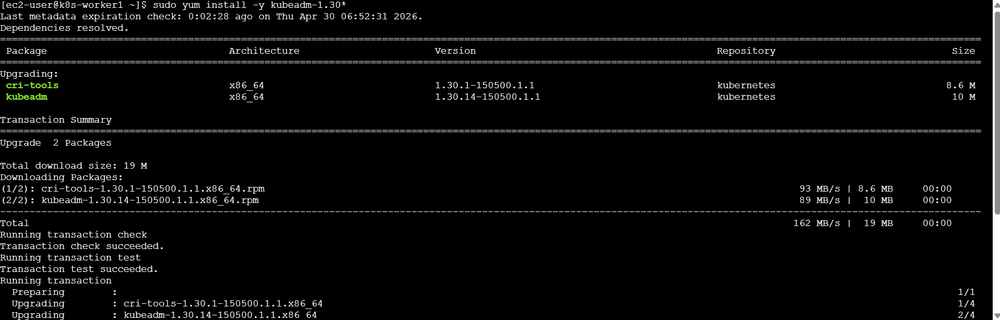 [ec2-user@k8s-worker1 ~]$ sudo yum install -y kubeadm-1.30*
Last metadata expiration check: 0:02:28 ago on Thu Apr 30 06:52:31 2026.
Dependencies resolved.
Package Architecture Version Repository Size
Upgrading:
cri-tools x86_64 1.30.1-150500.1.1 kubernetes 8.6 M
kubeadm x86_64 1.30.14-150500.1.1 kubernetes 10 M
Transaction Summary
Upgrade  2 Packages
Total download size: 19 M
Downloading Packages:
(1/2): cri-tools-1.30.1-150500.1.1.x86_64.rpm 93 MB/s | 8.6 MB 00:00
(2/2): kubeadm-1.30.14-150500.1.1.x86_64.rpm 89 MB/s |  10 MB 00:00
Total 162 MB/s |  19 MB 00:00
Running transaction check
Transaction check succeeded.
Running transaction test
Transaction test succeeded.
Running transaction
Preparing : 1/1
Upgrading : cri-tools-1.30.1-150500.1.1.x86_64 1/4
Upgrading : kubeadm-1.30.14-150500.1.1.x86_64 2/4